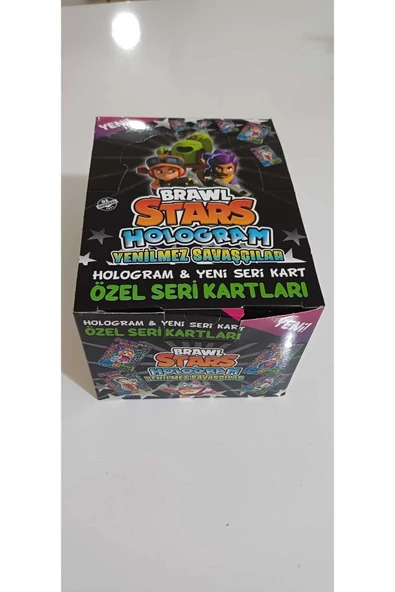 YENİ!
BRAWL
STARS
HOLOGRAM
YENİLMEZ SAVAŞÇILAR
HOLOGRAM & YENİ SERİ KART
ÖZEL SERİ KARTLARI
HOLOGRAM & YENİ SERİ KART
YENİ!
ÖZEL SERİ KARTLARI
BRAWL
STARS
HOLOGRAM
YENİLMEZ SAVAŞÇILAR